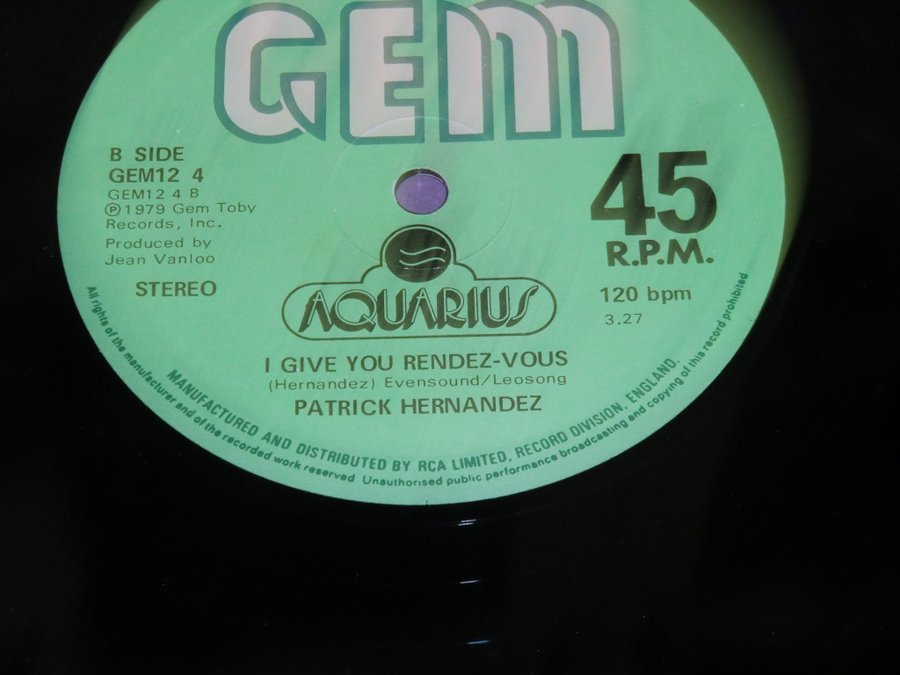 GEM
B SIDE
GEM12 4
GEM12 4 B
Ⓟ1979 Gem Toby
Records, Inc.
Produced by
Jean Vanloo
STEREO
45
R.P.M.
120 bpm
3.27
AQUARIUS
I GIVE YOU RENDEZ-VOUS
(Hernandez) Evensound/Leosong
PATRICK HERNANDEZ
MANUFACTURED AND DISTRIBUTED BY RCA LIMITED, RECORD DIVISION, ENGLAND.
All rights of the manufacturer and of the recorded work reserved Unauthorised public performance broadcasting and copying of this record prohibited